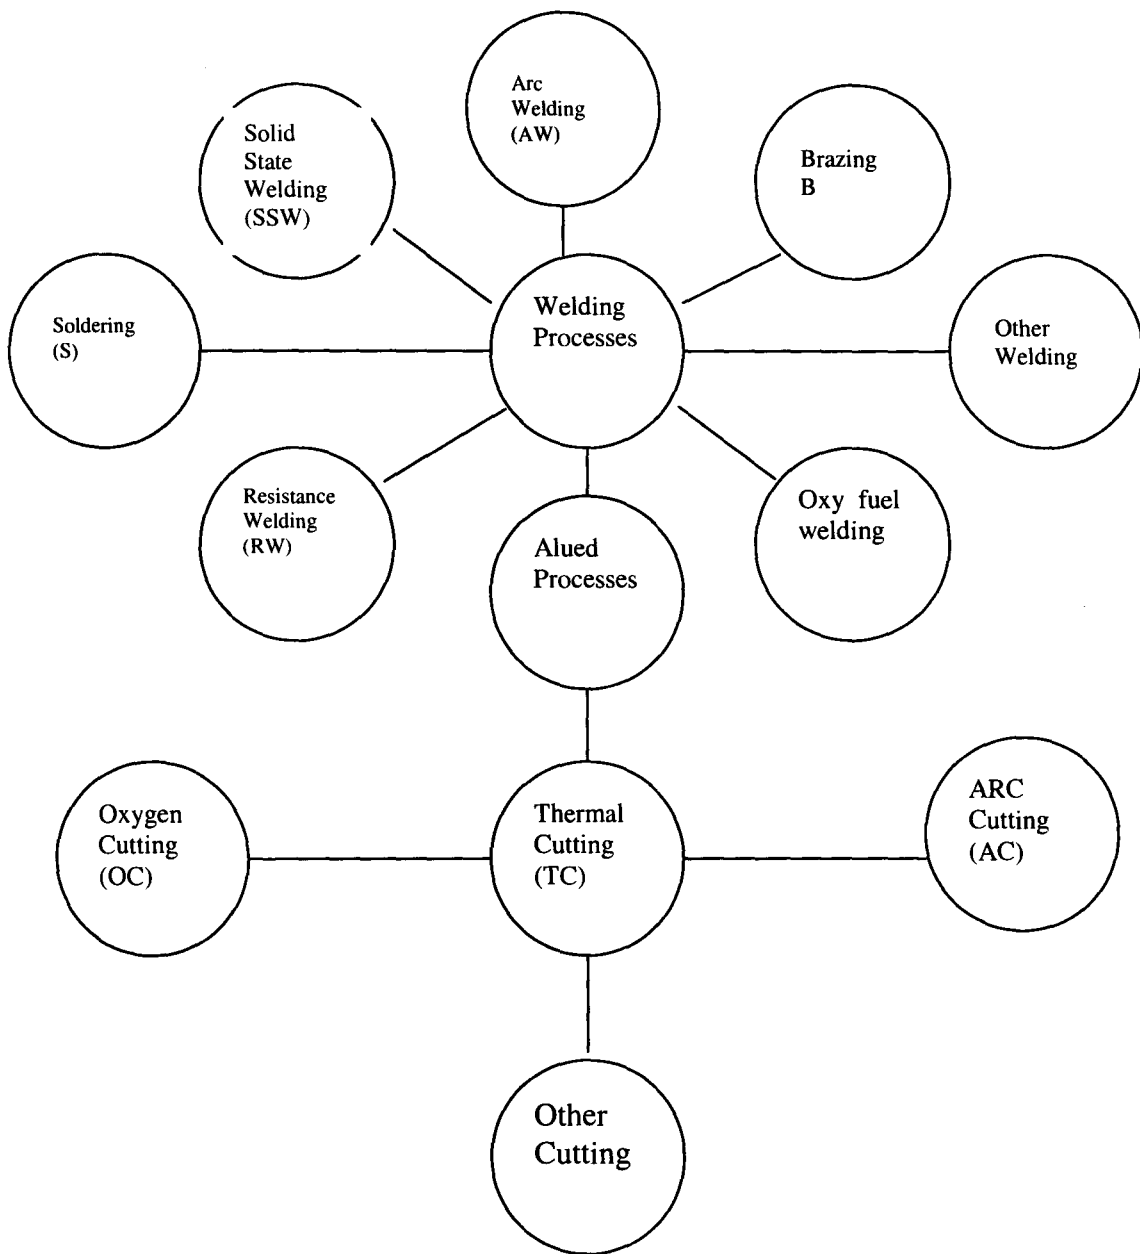 Arc
Welding
(AW)
Solid
State
Welding
(SSW)
Brazing
B
Soldering
(S)
Welding
Processes
Other
Welding
Resistance
Welding
(RW)
Alued
Processes
Oxy fuel
welding
Oxygen
Cutting
(OC)
Thermal
Cutting
(TC)
ARC
Cutting
(AC)
Other
Cutting